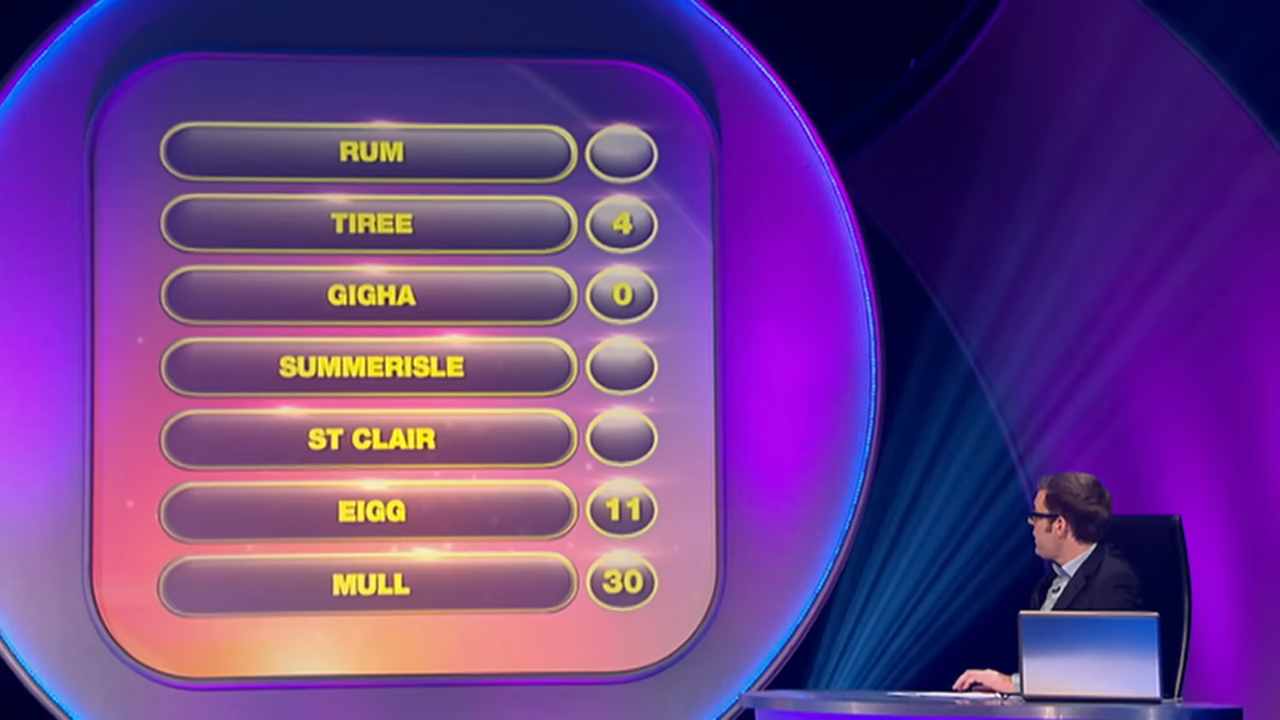 RUM
TIREE 4
GIGHA 0
SUMMERISLE
ST CLAIR
EIGG 11
MULL 30